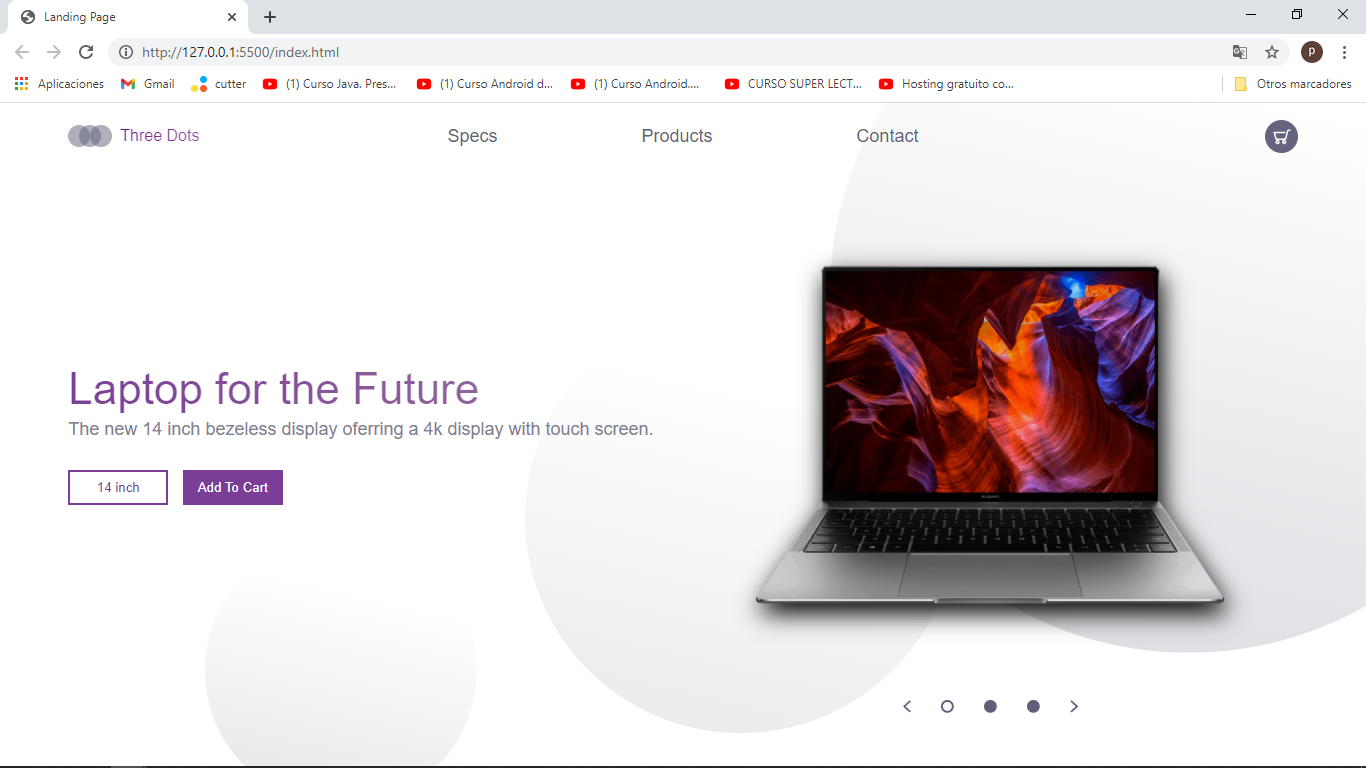 Landing Page
http://127.0.0.1:5500/index.html
P
Aplicaciones
Gmail
cutter
(1) Curso Java. Pres...
(1) Curso Android d...
(1) Curso Android....
CURSO SUPER LECT...
Hosting gratuito co...
Otros marcadores
Three Dots
Specs
Products
Contact
Laptop for the Future
The new 14 inch bezeless display oferring a 4k display with touch screen.
14 inch
Add To Cart